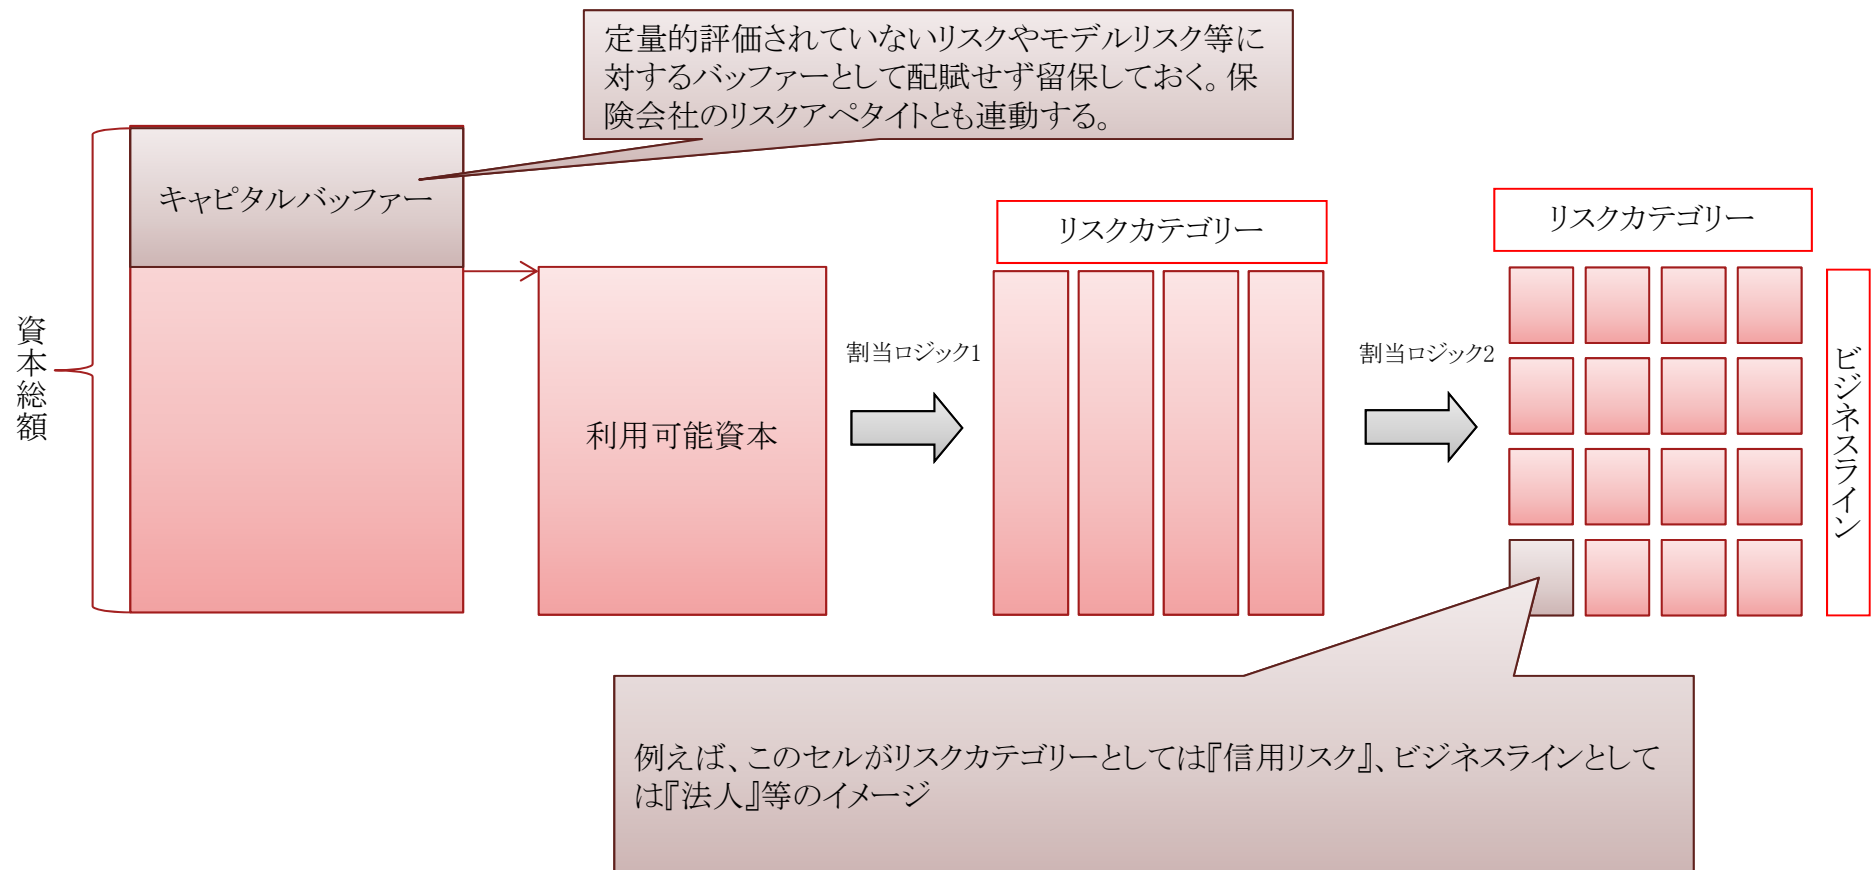 定量的評価されていないリスクやモデルリスク等に
対するバッファーとして配賦せず留保しておく。保
険会社のリスクアペタイトとも連動する。
キャピタルバッファー
資本総額
利用可能資本
割当ロジック1
リスクカテゴリー
割当ロジック2
リスクカテゴリー
ビジネスライン
例えば、このセルがリスクカテゴリーとしては『信用リスク』、ビジネスラインとして
は『法人』等のイメージ